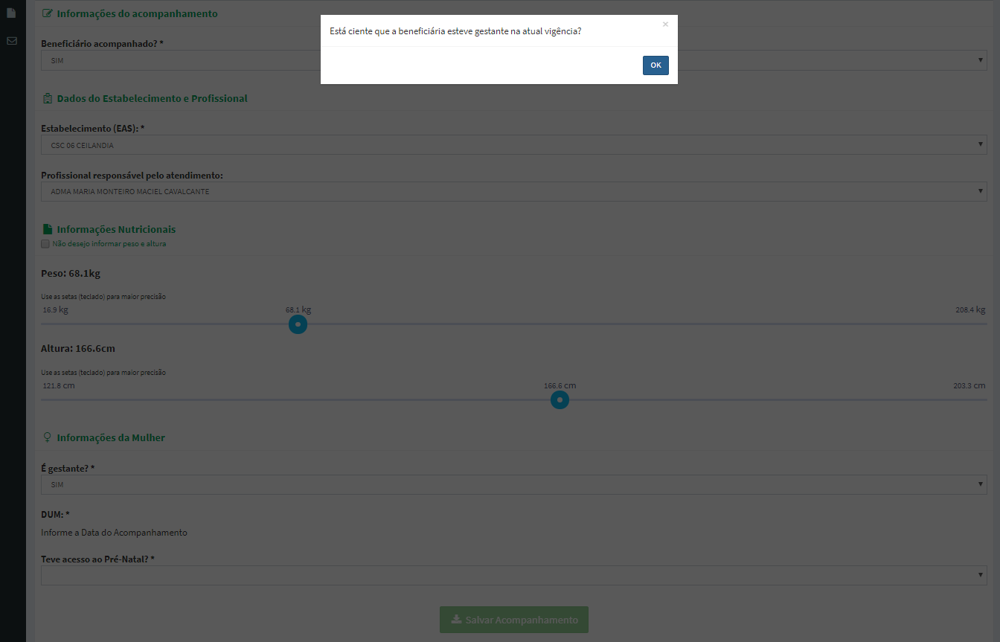 Informações do acompanhamento
Está ciente que a beneficiária esteve gestante na atual vigência?
×
OK
Beneficiário acompanhado? *
SIM
Dados do Estabelecimento e Profissional
Estabelecimento (EAS): *
CSC 06 CEILANDIA
Profissional responsável pelo atendimento:
ADMA MARIA MONTEIRO MACIEL CAVALCANTE
Informações Nutricionais
Não desejo informar peso e altura
Peso: 68.1kg
Use as setas (teclado) para maior precisão
16.9 kg 68.1 kg 208.4 kg
Altura: 166.6cm
Use as setas (teclado) para maior precisão
121.8 cm 166.6 cm 203.3 cm
Informações da Mulher
É gestante? *
SIM
DUM: *
Informe a Data do Acompanhamento
Teve acesso ao Pré-Natal? *
Salvar Acompanhamento